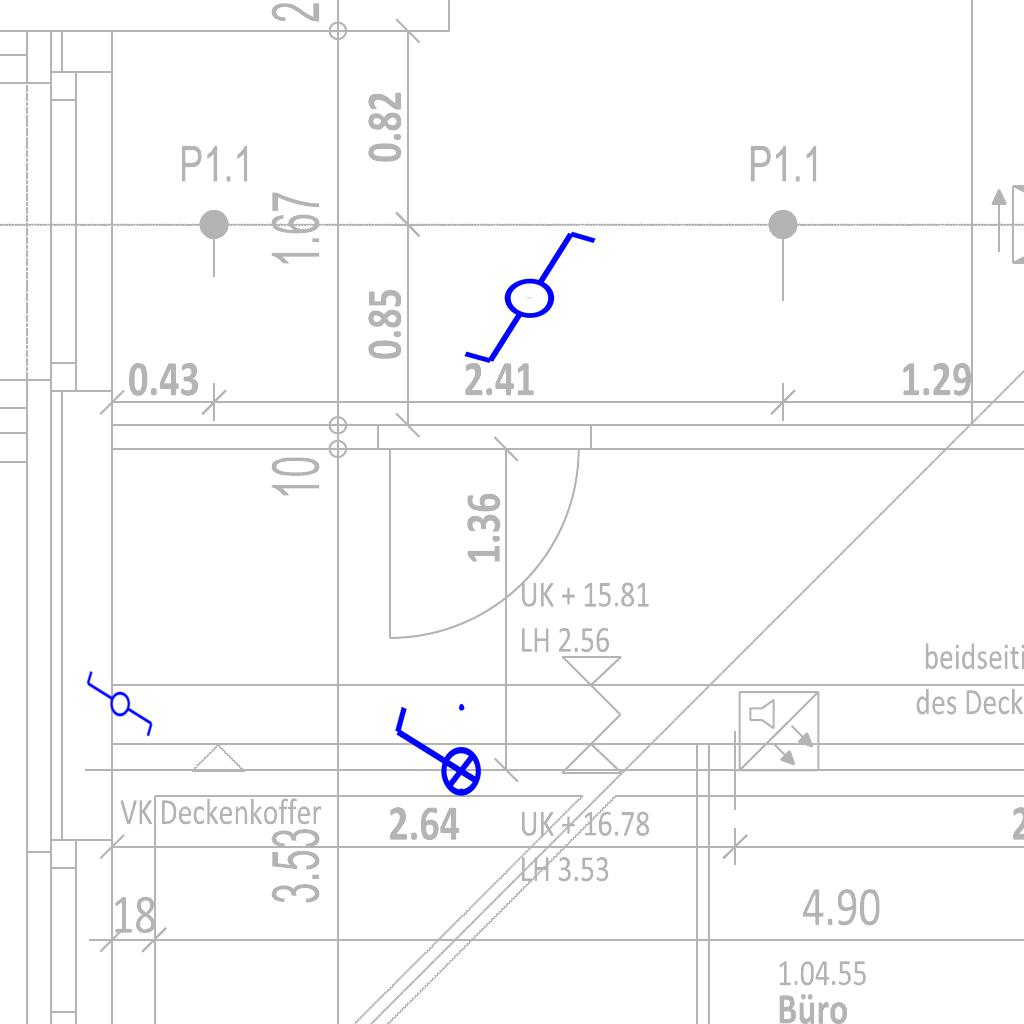 2
0.82
P1.1
P1.1
1.67
0.85
0.43
2.41
1.29
10
1.36
UK + 15.81
LH 2.56
beidseiti
des Deck
VK Deckenkoffer
2.64
UK + 16.78
2
3.53
LH 3.53
18
4.90
1.04.55
Büro